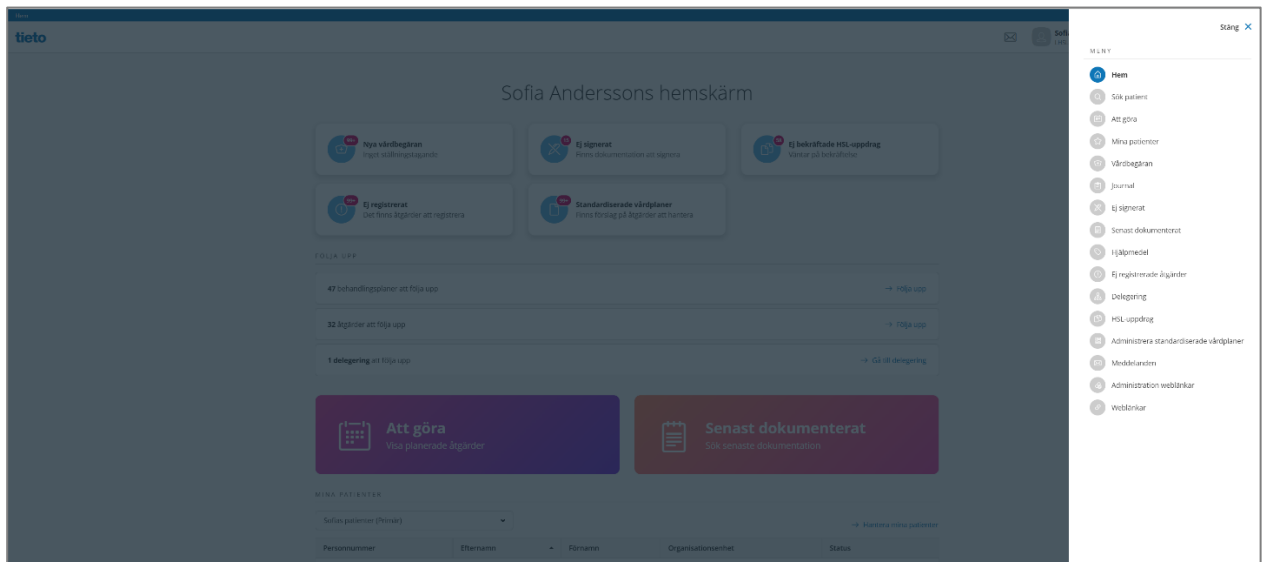 tieto
Sofia Anderssons hemskärm
99+
Nya vårdbegäran
Inget ställningstagande
Ej signerat
Finns dokumentation att signera
Ej bekräftade HSL-uppdrag
Väntar på bekräftelse
99+
Ej registrerat
Det finns åtgärder att registrera
99+
Standardiserade vårdplaner
Finns förslag på åtgärder att hantera
FÖLJA UPP
47 behandlingsplaner att följa upp
→ Följa upp
32 åtgärder att följa upp
→ Följa upp
1 delegering att följa upp
→ Gå till delegering
Att göra
Visa planerade åtgärder
Senast dokumenterat
Sök senaste dokumentation
MINA PATIENTER
Sofias patienter (Primär)
→ Hantera mina patienter
Personnummer Efternamn Förnamn Organisationsenhet Status
Stäng ×
MENY
Hem
Sök patient
Att göra
Mina patienter
Vårdbegäran
Journal
Ej signerat
Senast dokumenterat
Hjälpmedel
Ej registrerade åtgärder
Delegering
HSL-uppdrag
Administrera standardiserade vårdplaner
Meddelanden
Administration weblänkar
Weblänkar